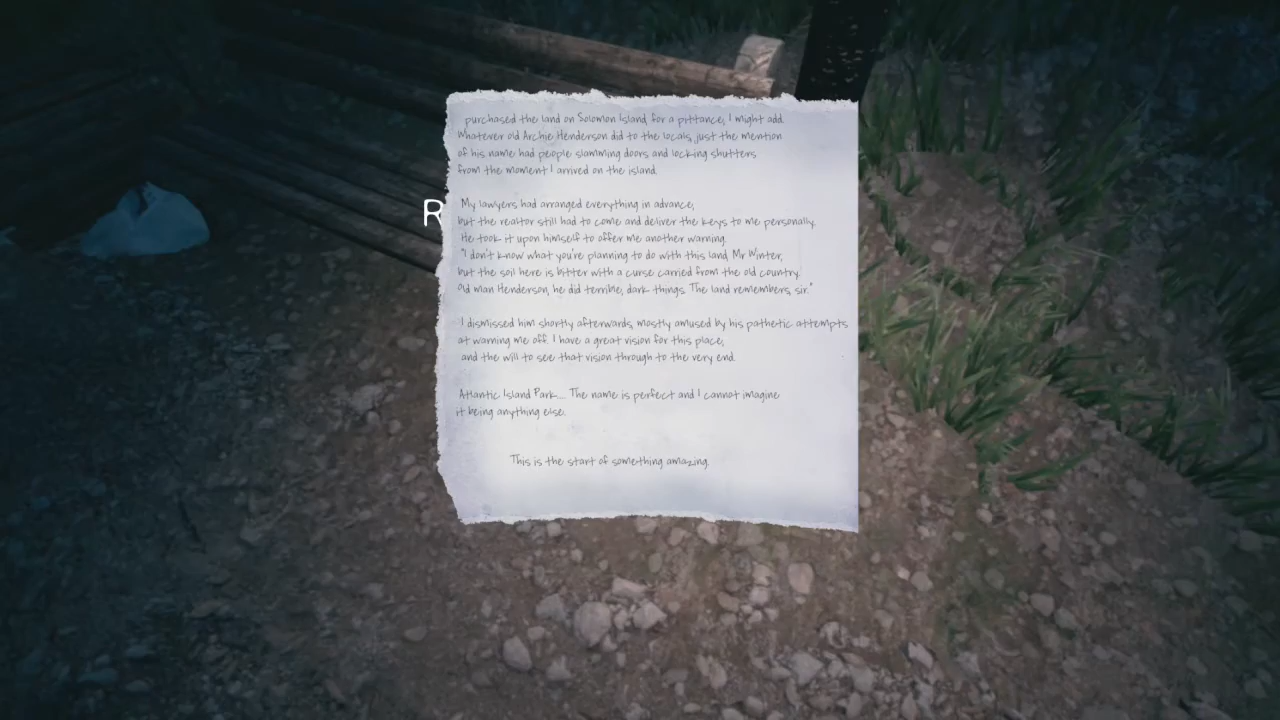 purchased the land on Solomon Island, for a pittance, I might add.
Whatever old Archie Henderson did to the locals, just the mention
of his name had people slamming doors and locking shutters
from the moment I arrived on the island.
My lawyers had arranged everything in advance,
R
but the realtor still had to come and deliver the keys to me personally.
He took it upon himself to offer me another warning.
"I don't know what you're planning to do with this land, Mr Winter,
but the soil here is bitter with a curse carried from the old country.
Old man Henderson, he did terrible, dark things. The land remembers, sir."
I dismissed him shortly afterwards, mostly amused by his pathetic attempts
at warning me off. I have a great vision for this place,
and the will to see that vision through to the very end.
Atlantic Island Park... The name is perfect and I cannot imagine
it being anything else.
This is the start of something amazing.